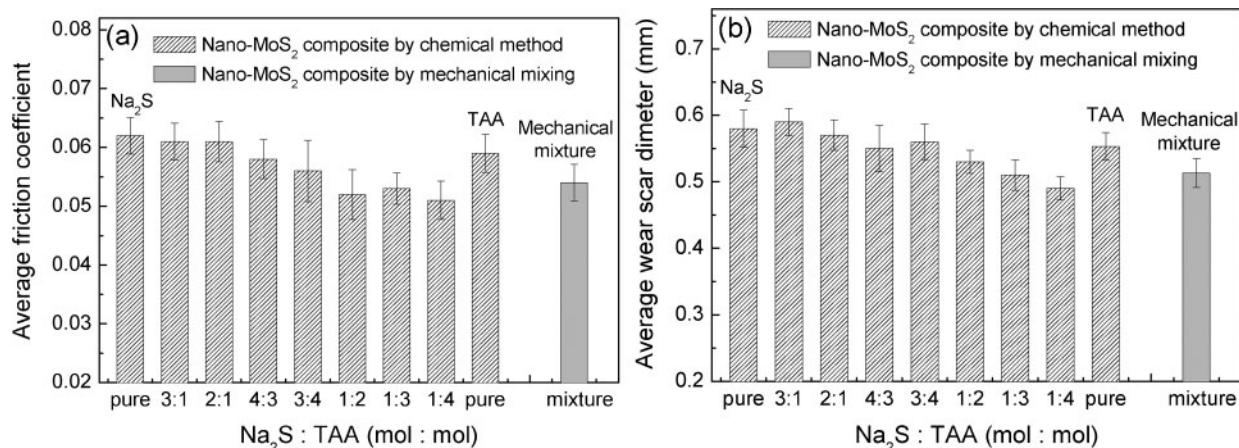 (a)
Nano-MoS₂ composite by chemical method
Nano-MoS₂ composite by mechanical mixing
Na₂S
TAA
Mechanical
mixture
Average friction coefficient
0.08
0.07
0.06
0.05
0.04
0.03
0.02
pure 3:1 2:1 4:3 3:4 1:2 1:3 1:4 pure mixture
Na₂S : TAA (mol : mol)
(b)
Nano-MoS₂ composite by chemical method
Nano-MoS₂ composite by mechanical mixing
Na₂S
TAA
Mechanical
mixture
Average wear scar dimeter (nm)
0.7
0.6
0.5
0.4
0.3
0.2
pure 3:1 2:1 4:3 3:4 1:2 1:3 1:4 pure mixture
Na₂S : TAA (mol : mol)